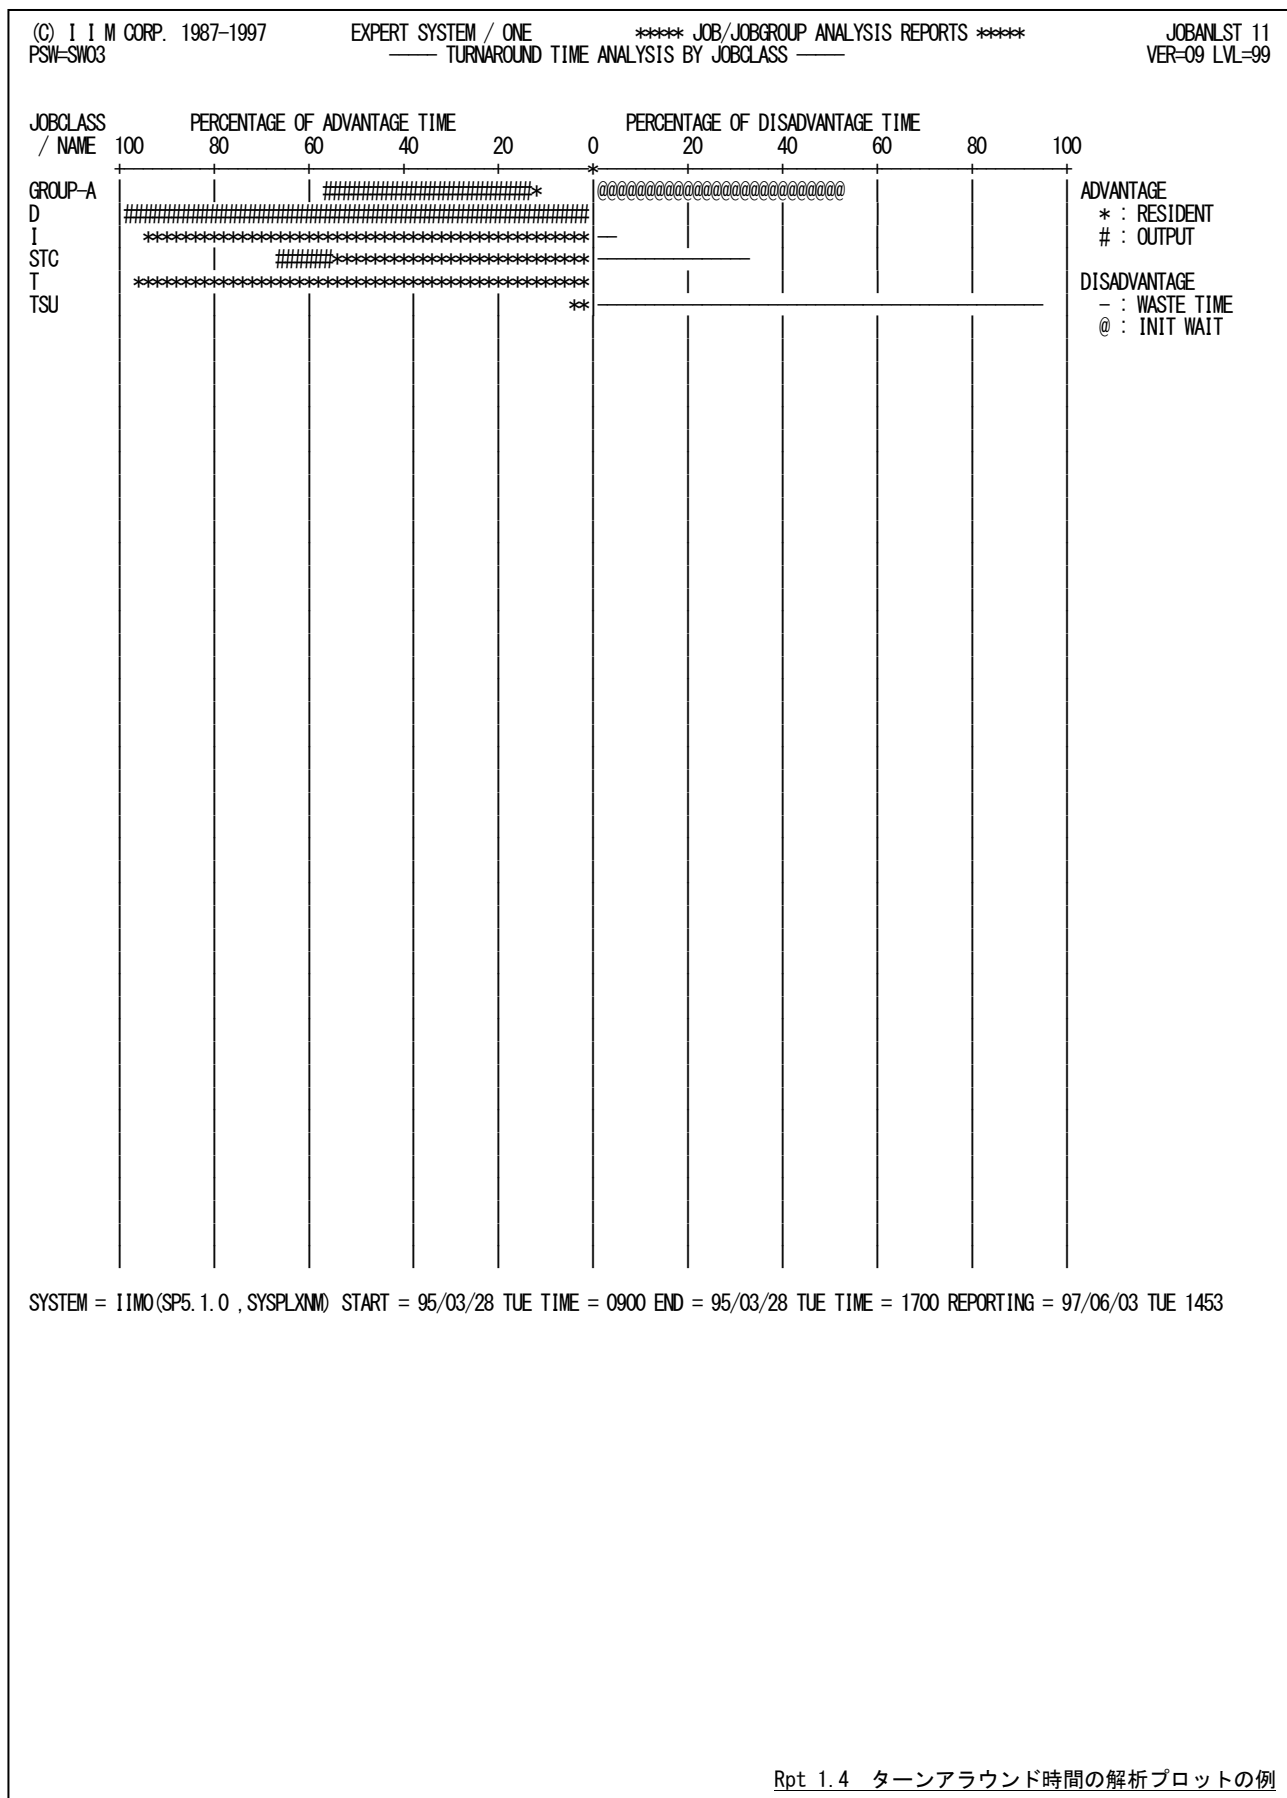 (C) I I M CORP. 1987-1997 EXPERT SYSTEM / ONE ***** JOB/JOBGROUP ANALYSIS REPORTS ***** JOBANLST 11
PSW=SW03 ----- TURNAROUND TIME ANALYSIS BY JOBCLASS ----- VER=09 LVL=99
JOBCLASS PERCENTAGE OF ADVANTAGE TIME PERCENTAGE OF DISADVANTAGE TIME
/ NAME 100 80 60 40 20 0 20 40 60 80 100
GROUP-A ######################* @@@@@@@@@@@@@@@@@@@@@@@@@@ ADVANTAGE
D ################################################# * : RESIDENT
I *********************************************** -- # : OUTPUT
STC ######*************************** ----------------
T ************************************************ DISADVANTAGE
TSU ** ----------------------------------------------- - : WASTE TIME
@ : INIT WAIT
SYSTEM = IIMO(SP5.1.0 ,SYSPLXNM) START = 95/03/28 TUE TIME = 0900 END = 95/03/28 TUE TIME = 1700 REPORTING = 97/06/03 TUE 1453
Rpt 1.4 ターンアラウンド時間の解析プロットの例